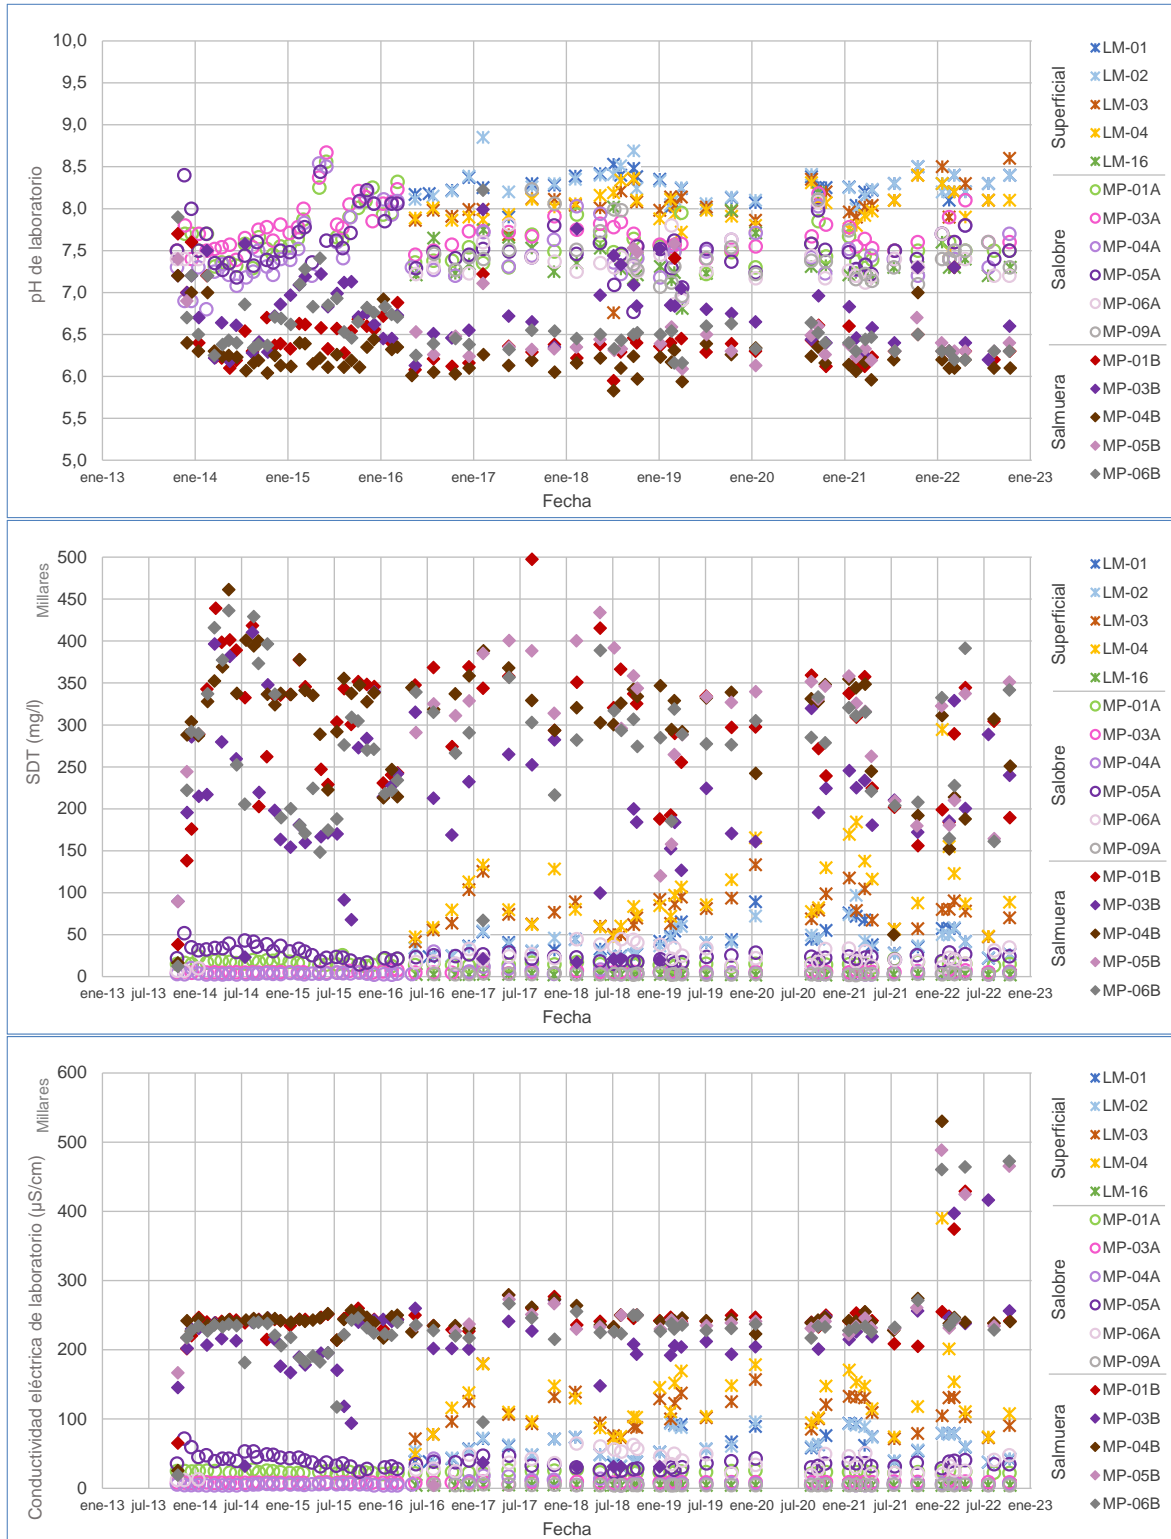 pH de laboratorio
10,0
9,5
9,0
8,5
8,0
7,5
7,0
6,5
6,0
5,5
5,0
ene-13 ene-14 ene-15 ene-16 ene-17 ene-18 ene-19 ene-20 ene-21 ene-22 ene-23
Fecha
Superficial
LM-01
LM-02
LM-03
LM-04
LM-16
Salobre
MP-01A
MP-03A
MP-04A
MP-05A
MP-06A
MP-09A
Salmuera
MP-01B
MP-03B
MP-04B
MP-05B
MP-06B
SDT (mg/l)
Millares
500
450
400
350
300
250
200
150
100
50
0
ene-13 jul-13 ene-14 jul-14 ene-15 jul-15 ene-16 jul-16 ene-17 jul-17 ene-18 jul-18 ene-19 jul-19 ene-20 jul-20 ene-21 jul-21 ene-22 jul-22 ene-23
Fecha
Superficial
LM-01
LM-02
LM-03
LM-04
LM-16
Salobre
MP-01A
MP-03A
MP-04A
MP-05A
MP-06A
MP-09A
Salmuera
MP-01B
MP-03B
MP-04B
MP-05B
MP-06B
Conductividad eléctrica de laboratorio (µS/cm)
Millares
600
500
400
300
200
100
0
ene-13 jul-13 ene-14 jul-14 ene-15 jul-15 ene-16 jul-16 ene-17 jul-17 ene-18 jul-18 ene-19 jul-19 ene-20 jul-20 ene-21 jul-21 ene-22 jul-22 ene-23
Fecha
Superficial
LM-01
LM-02
LM-03
LM-04
LM-16
Salobre
MP-01A
MP-03A
MP-04A
MP-05A
MP-06A
MP-09A
Salmuera
MP-01B
MP-03B
MP-04B
MP-05B
MP-06B